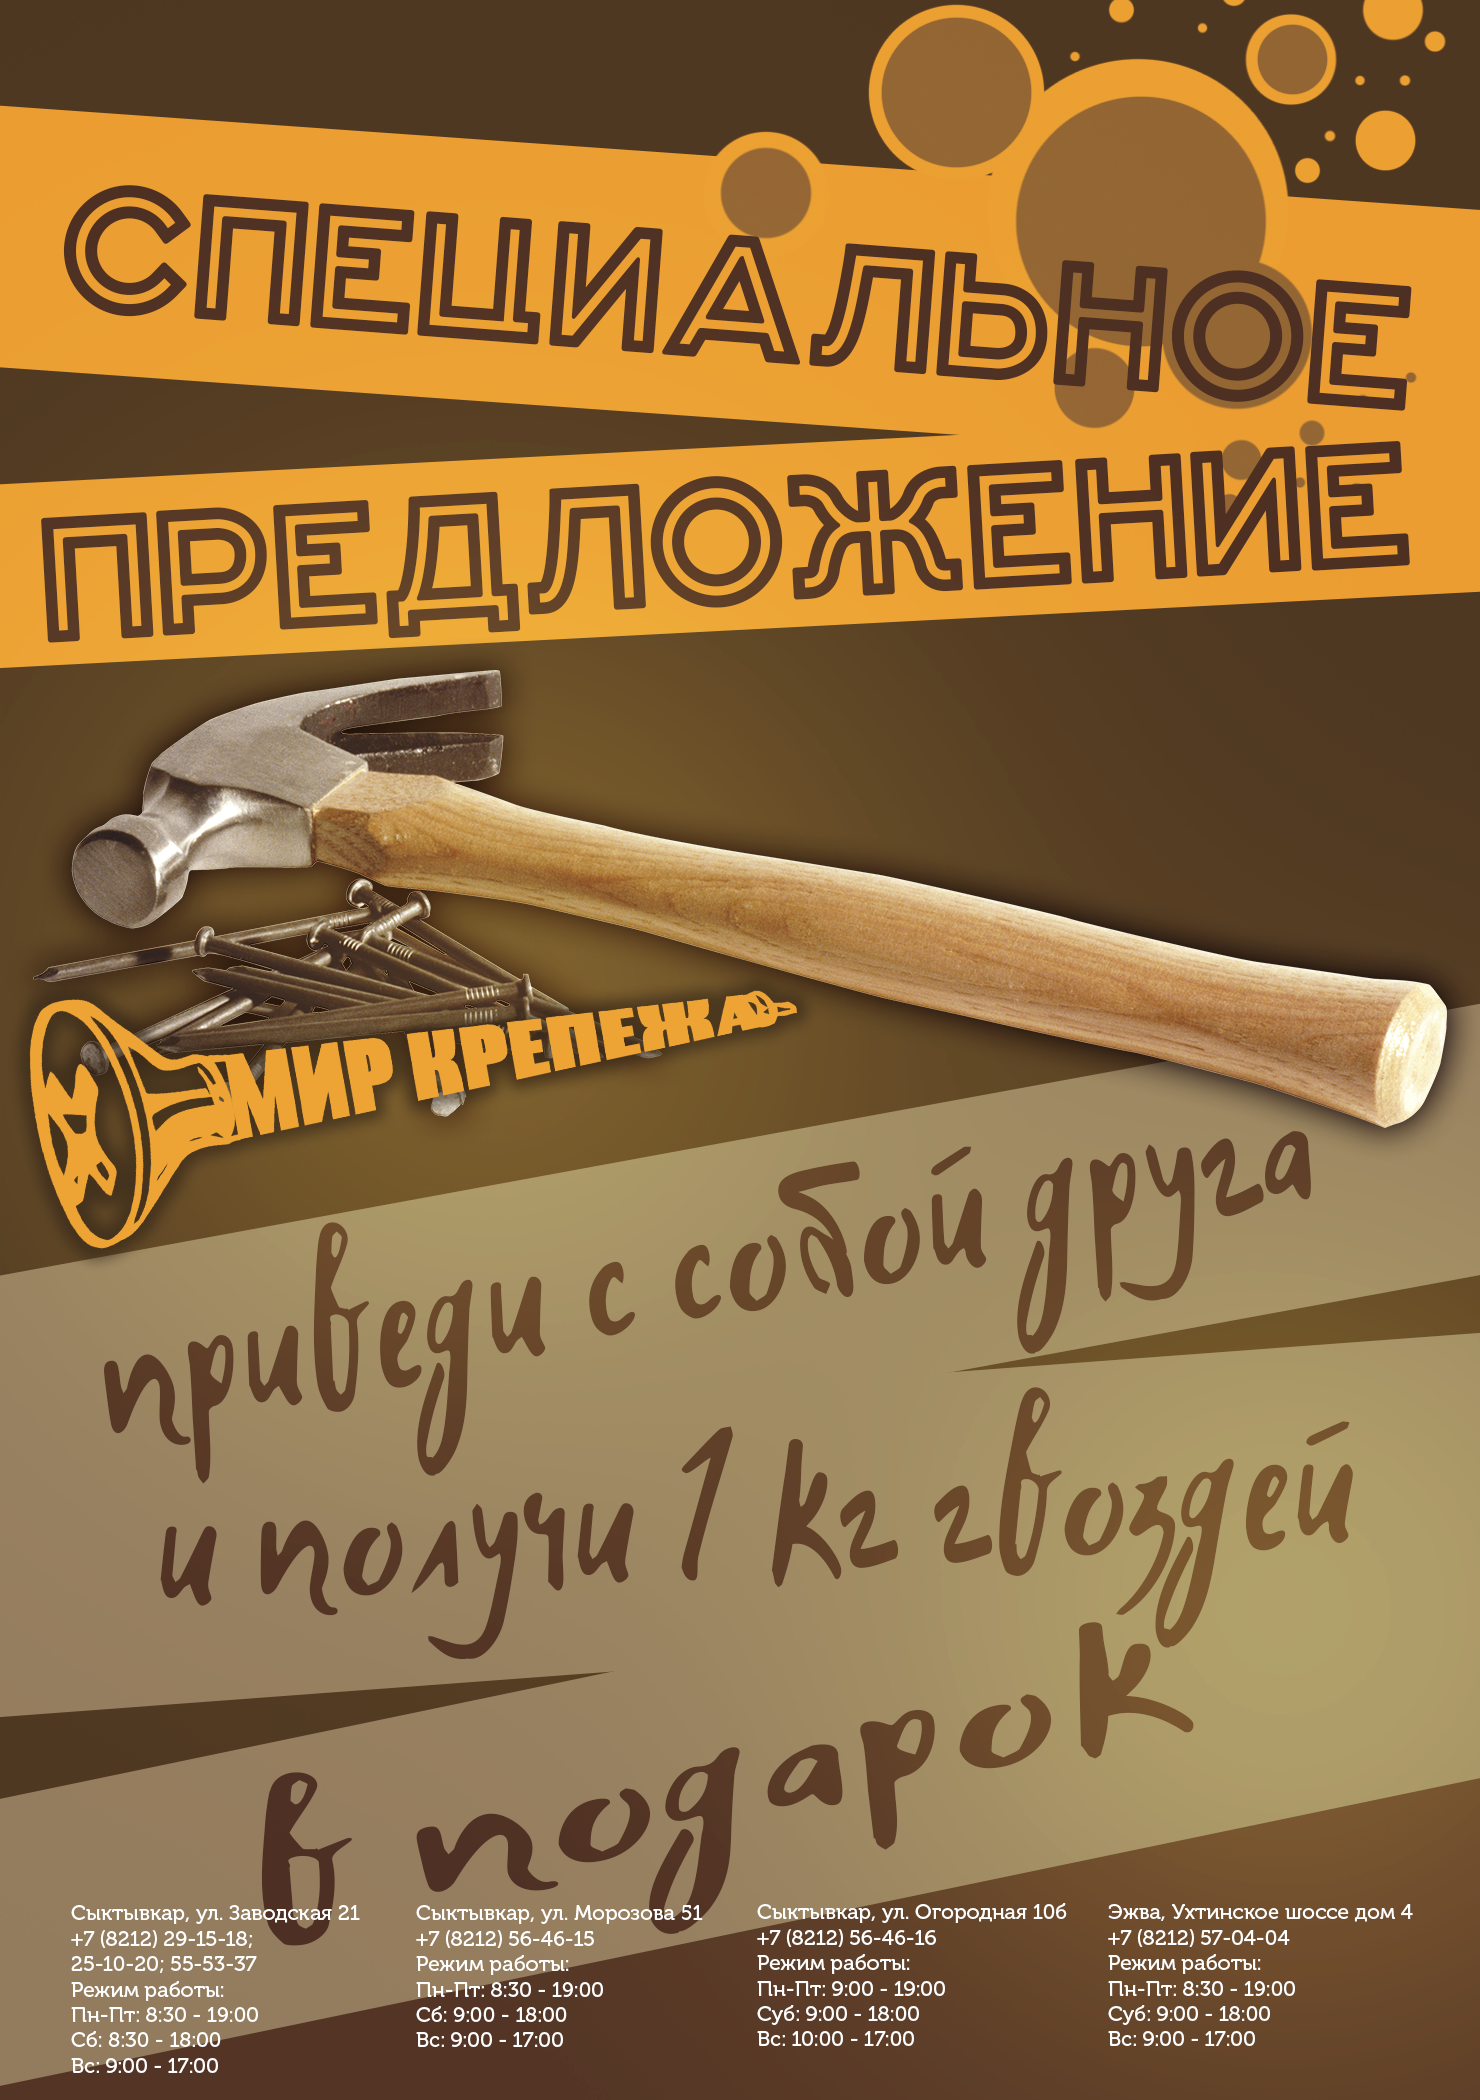 СПЕЦИАЛЬНОЕ
ПРЕДЛОЖЕНИЕ
МИР КРЕПЕЖА
приведи с собой друга
и получи 1 кг гвоздей
в подарок
Сыктывкар, ул. Заводская 21
+7 (8212) 29-15-18;
25-10-20; 55-53-37
Режим работы:
Пн-Пт: 8:30 - 19:00
Сб: 8:30 - 18:00
Вс: 9:00 - 17:00
Сыктывкар, ул. Морозова 51
+7 (8212) 56-46-15
Режим работы:
Пн-Пт: 8:30 - 19:00
Сб: 9:00 - 18:00
Вс: 9:00 - 17:00
Сыктывкар, ул. Огородная 10б
+7 (8212) 56-46-16
Режим работы:
Пн-Пт: 9:00 - 19:00
Суб: 9:00 - 18:00
Вс: 10:00 - 17:00
Эжва, Ухтинское шоссе дом 4
+7 (8212) 57-04-04
Режим работы:
Пн-Пт: 8:30 - 19:00
Суб: 9:00 - 18:00
Вс: 9:00 - 17:00